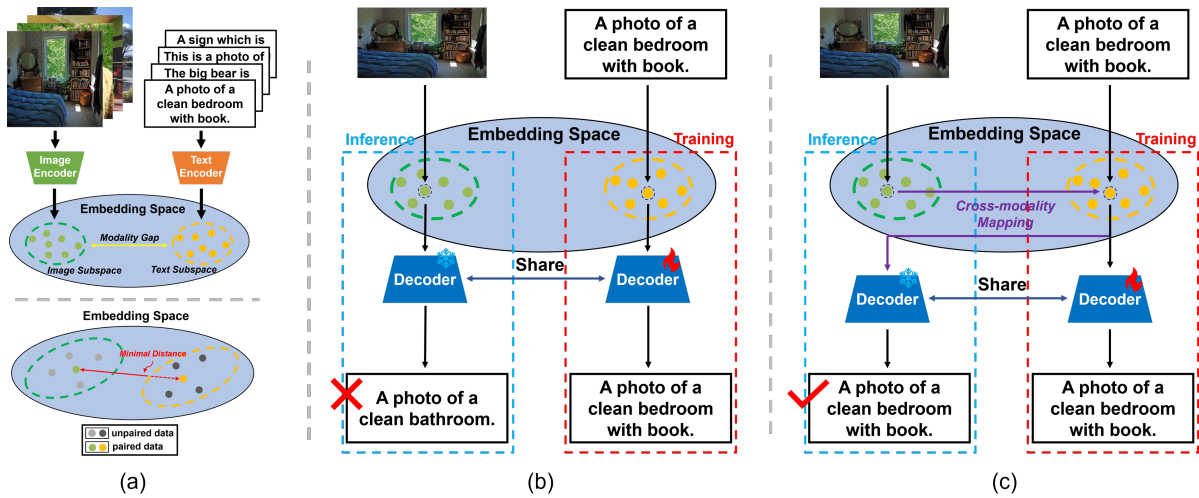 A sign which is
This is a photo of
The big bear is
A photo of a
clean bedroom
with book.
Image
Encoder
Text
Encoder
Embedding Space
Modality Gap
Image Subspace
Text Subspace
Embedding Space
Minimal Distance
unpaired data
paired data
(a)
A photo of a
clean bedroom
with book.
Embedding Space
Inference
Training
Decoder
Share
Decoder
A photo of a
clean bathroom.
A photo of a
clean bedroom
with book.
(b)
A photo of a
clean bedroom
with book.
Embedding Space
Inference
Training
Cross-modality
Mapping
Decoder
Share
Decoder
A photo of a
clean bedroom
with book.
A photo of a
clean bedroom
with book.
(c)